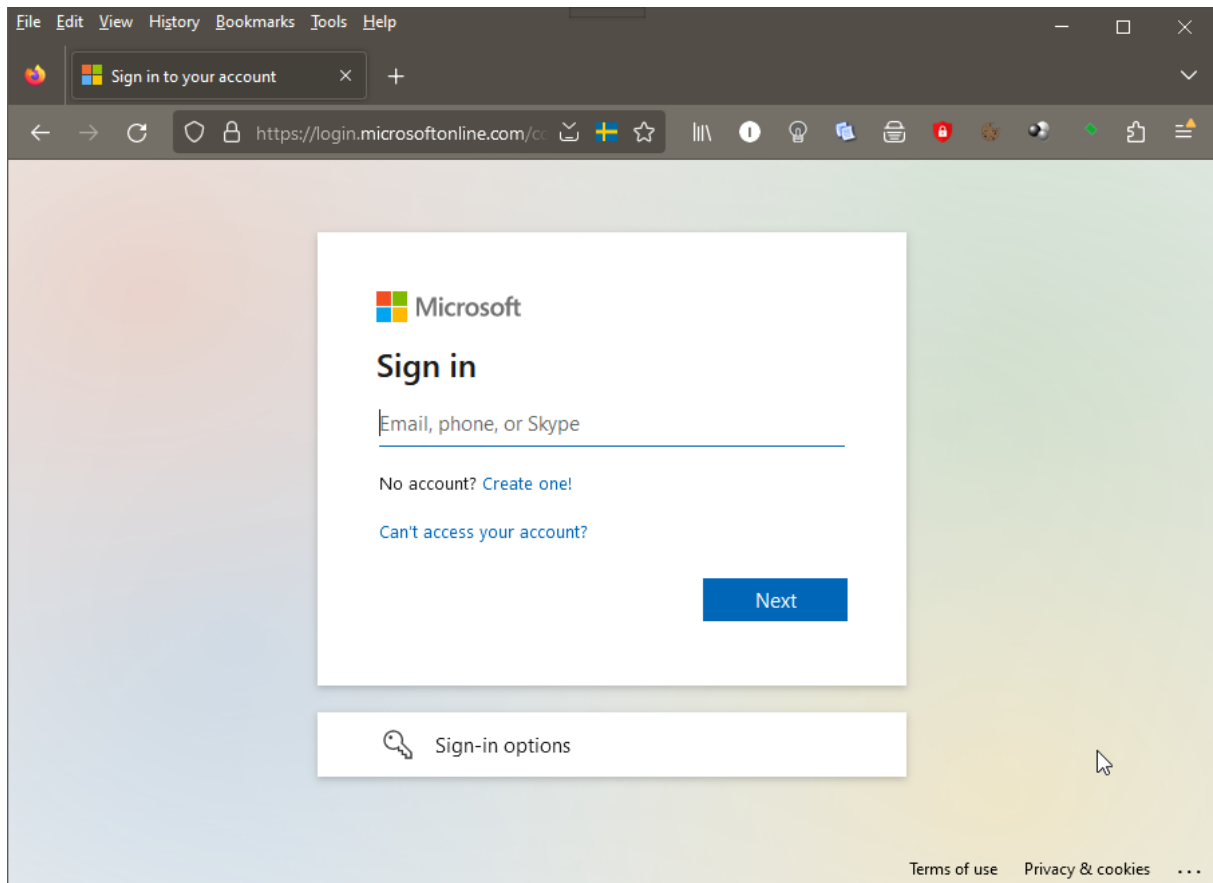 File Edit View History Bookmarks Tools Help
Sign in to your account
https://login.microsoftonline.com/
Microsoft
Sign in
Email, phone, or Skype
No account? Create one!
Can't access your account?
Next
Sign-in options
Terms of use Privacy & cookies ...